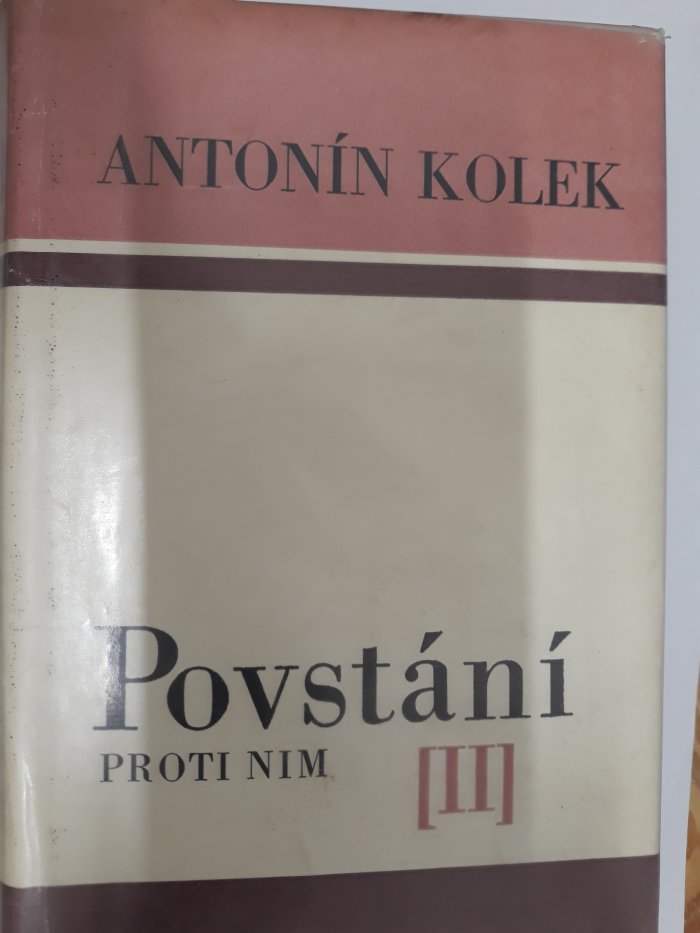 ANTONÍN KOLEK
Povstání
PROTI NIM
[II]